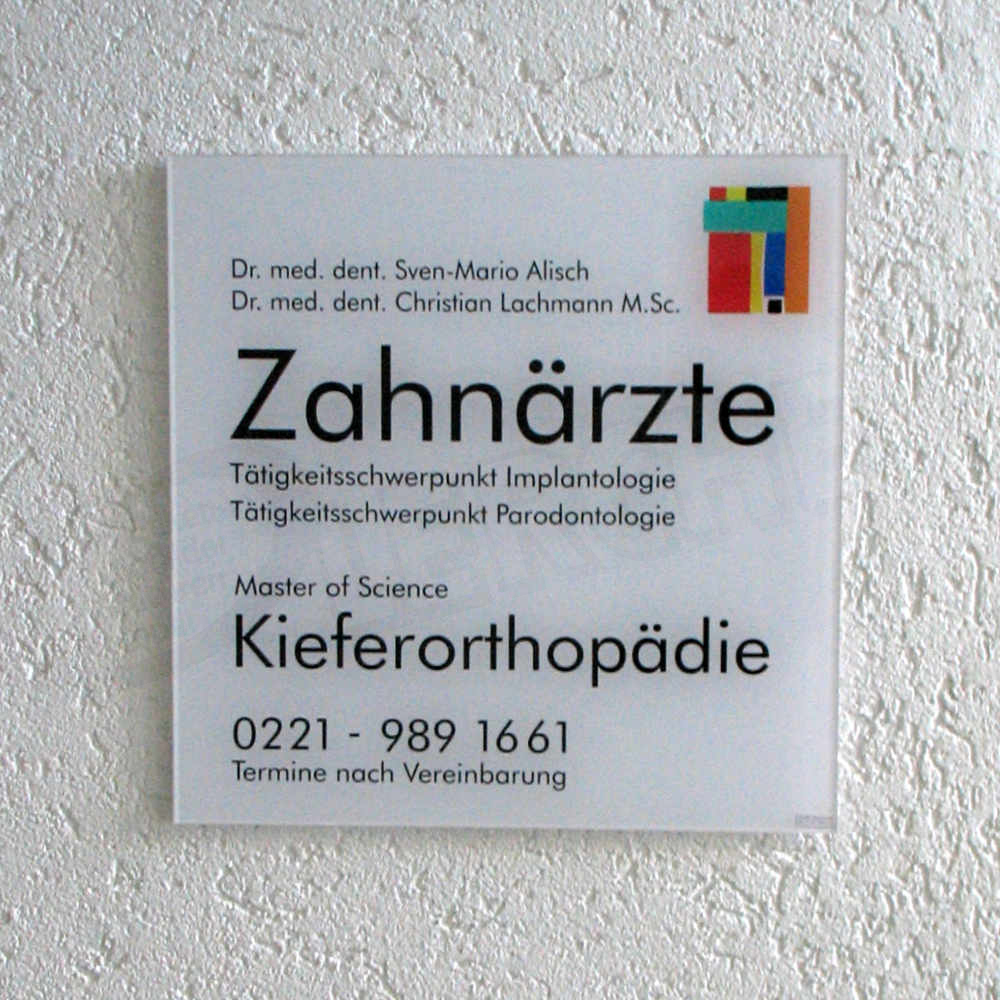 Dr. med. dent. Sven-Mario Alisch
Dr. med. dent. Christian Lachmann M.Sc.
Zahnärzte
Tätigkeitsschwerpunkt Implantologie
Tätigkeitsschwerpunkt Parodontologie
Master of Science
Kieferorthopädie
0221 - 989 1661
Termine nach Vereinbarung